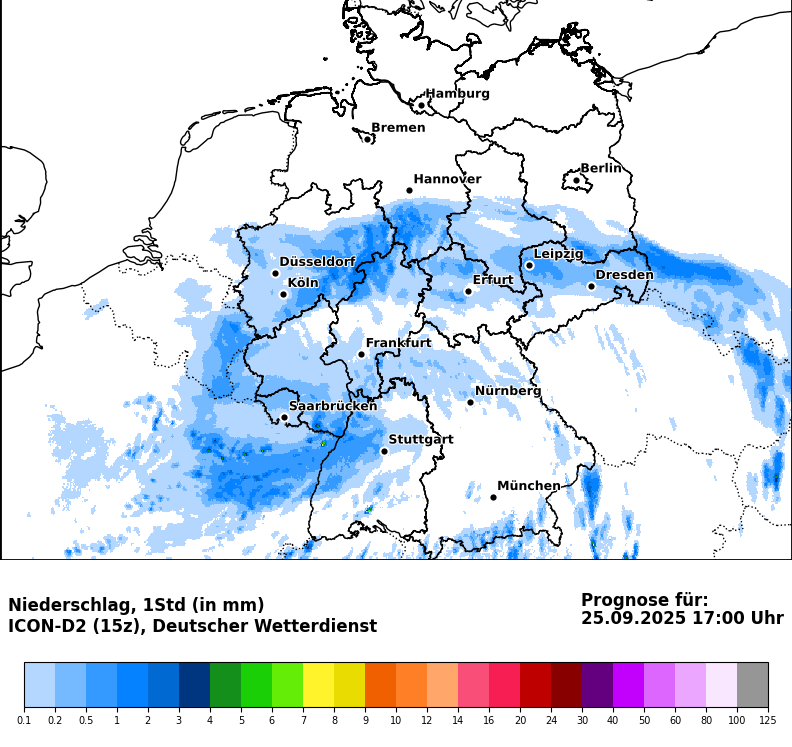 Hamburg
Bremen
Berlin
Hannover
Leipzig
Düsseldorf
Dresden
Köln
Erfurt
Frankfurt
Nürnberg
Saarbrücken
Stuttgart
München
Niederschlag, 1Std (in mm)
ICON-D2 (15z), Deutscher Wetterdienst
Prognose für:
25.09.2025 17:00 Uhr
0.1 0.2 0.5 1 2 3 4 5 6 7 8 9 10 12 14 16 20 24 30 40 50 60 80 100 125